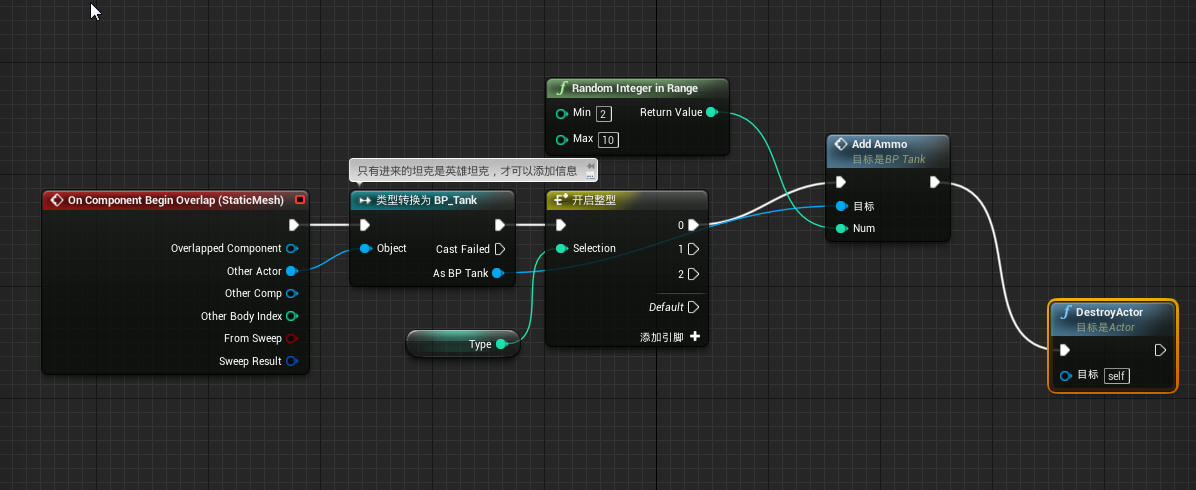 Random Integer in Range
Min 2
Return Value
Max 10
Add Ammo
目标是BP Tank
目标
Num
只有进来的坦克是英雄坦克，才可以添加信息
On Component Begin Overlap (StaticMesh)
Overlapped Component
Other Actor
Other Comp
Other Body Index
From Sweep
Sweep Result
类型转换为 BP_Tank
Object
Cast Failed
As BP Tank
Type
开启整型
Selection
0
1
2
Default
添加引脚
DestroyActor
目标是Actor
目标 self